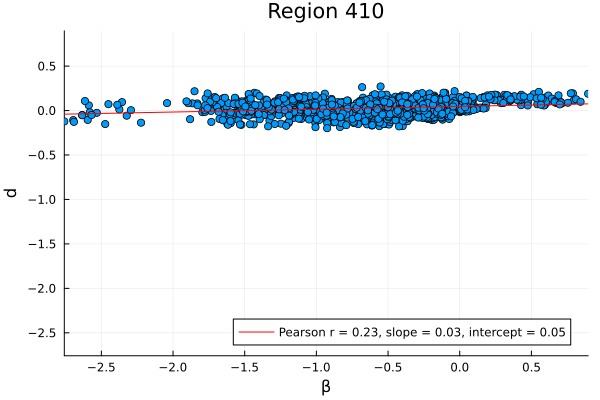 Region 410
d
0.5
0.0
−0.5
−1.0
−1.5
−2.0
−2.5
Pearson r = 0.23, slope = 0.03, intercept = 0.05
−2.5 −2.0 −1.5 −1.0 −0.5 0.0 0.5
β